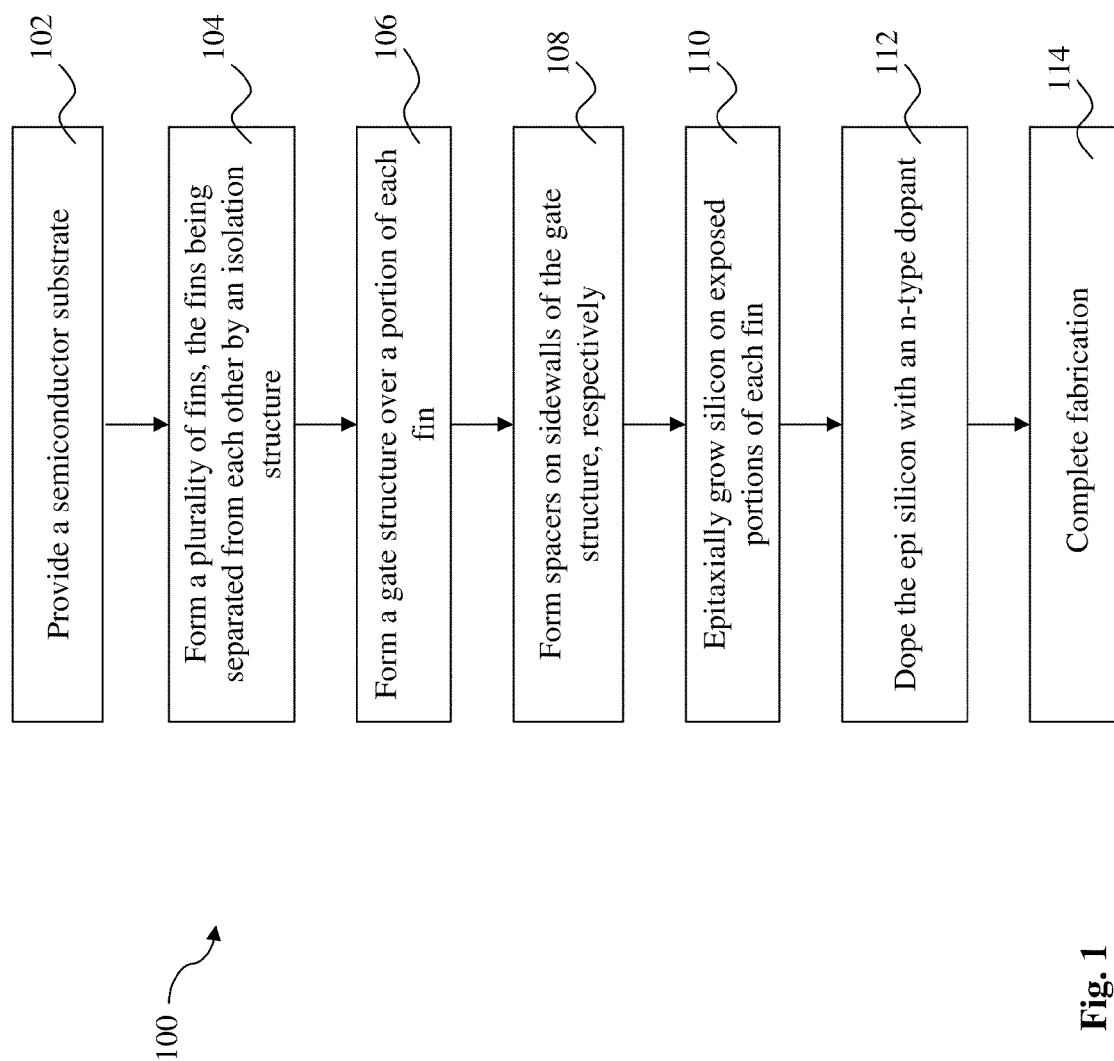 100
Provide a semiconductor substrate
102
Form a plurality of fins, the fins being
separated from each other by an isolation
structure
104
Form a gate structure over a portion of each
fin
106
Form spacers on sidewalls of the gate
structure, respectively
108
Epitaxially grow silicon on exposed
portions of each fin
110
Dope the epi silicon with an n-type dopant
112
Complete fabrication
114
Fig. 1